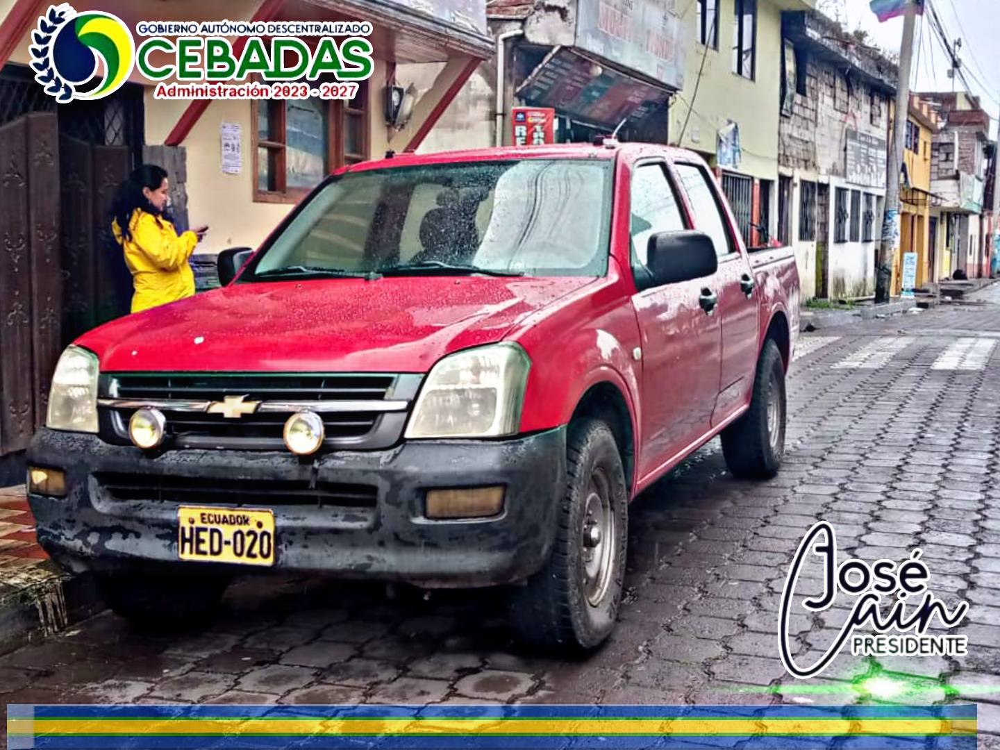 GOBIERNO AUTÓNOMO DESCENTRALIZADO
CEBADAS
Administración 2023 - 2027
ECUADOR
HED-020
José
Cain
PRESIDENTE